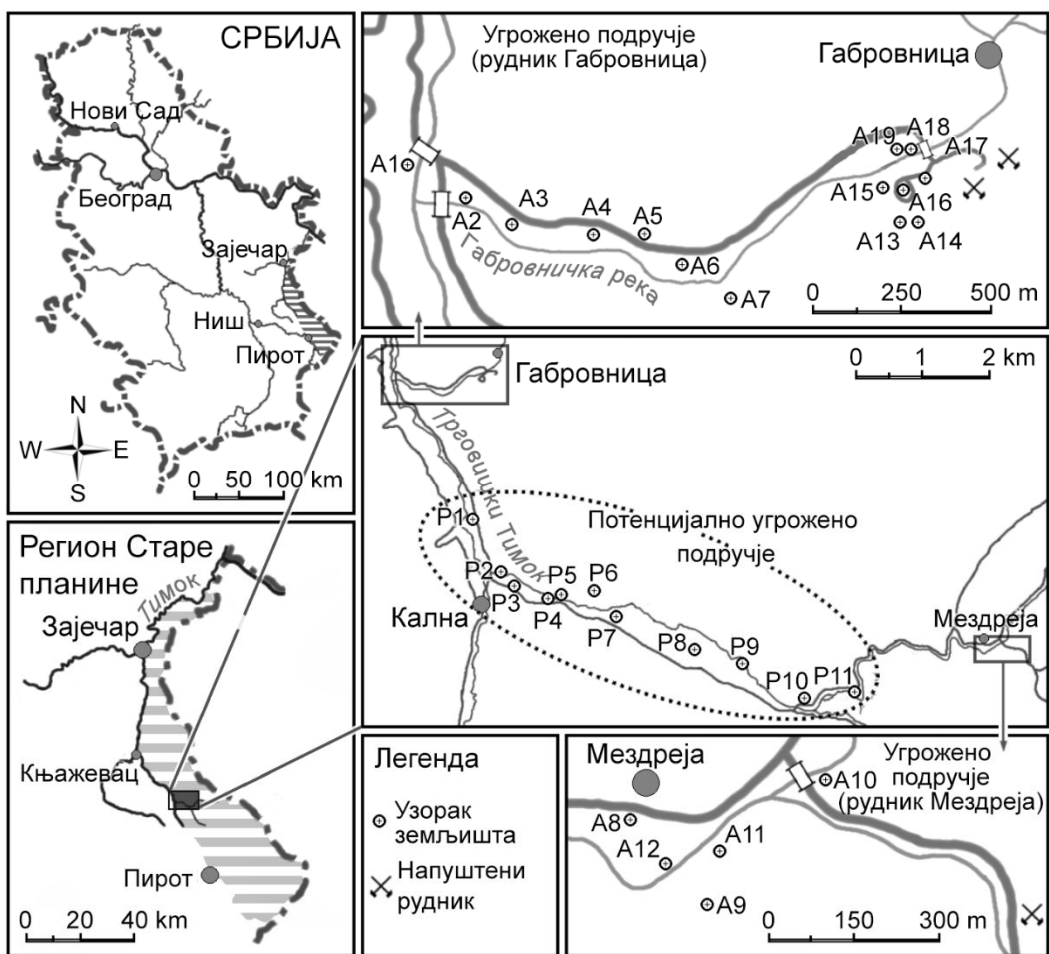 СРБИЈА
Нови Сад
Београд
Зајечар
Ниш
Пирот
N
W E
S
0 50 100 km
Угрожено подручје
(рудник Габровница)
Габровница
A1
A2
A3
A4
A5
A6
A7
A19
A18
A17
A15
A16
A13
A14
Габровничка река
0 250 500 m
Габровница
0 1 2 km
Трговишки Тимок
Потенцијално угрожено
подручје
P1
P2
P3
P4
P5
P6
P7
P8
P9
P10
P11
Кална
Мездреја
Регион Старе
планине
Тимок
Зајечар
Књажевац
Пирот
0 20 40 km
Легенда
Узорак
земљишта
Напуштени
рудник
Мездреја
Угрожено
подручје
(рудник Мездреја)
A8
A12
A11
A10
A9
0 150 300 m